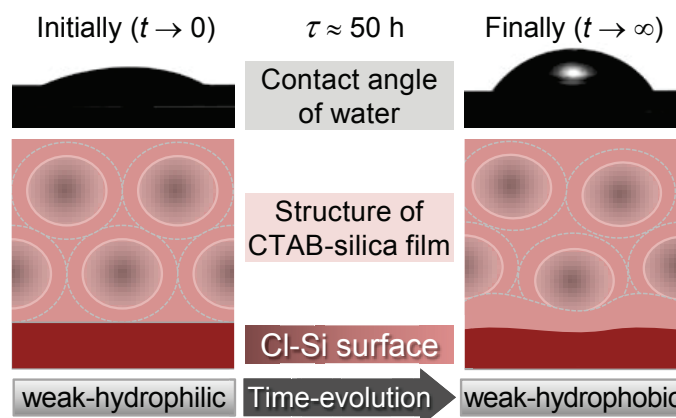 Initially (t → 0)
τ ≈ 50 h
Finally (t → ∞)
Contact angle
of water
Structure of
CTAB-silica film
Cl-Si surface
weak-hydrophilic
Time-evolution
weak-hydrophobic